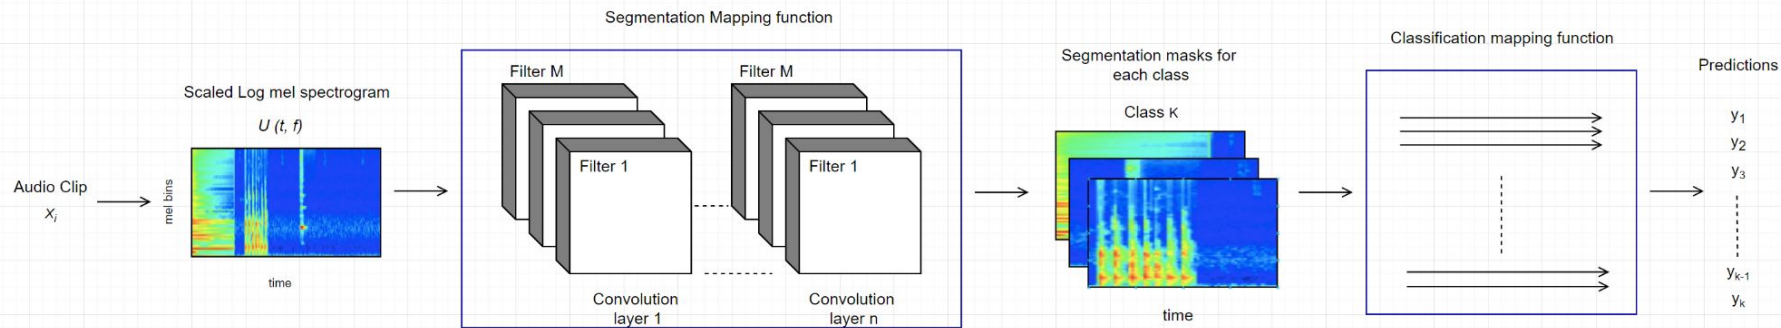 Segmentation Mapping function
Classification mapping function
Segmentation masks for
each class
Predictions
Filter M
Filter M
Scaled Log mel spectrogram
U (t, f)
Class K
y1
y2
y3
Filter 1
Filter 1
Audio Clip
Xi
mel bins
time
yk-1
yk
Convolution
layer 1
Convolution
layer n
time